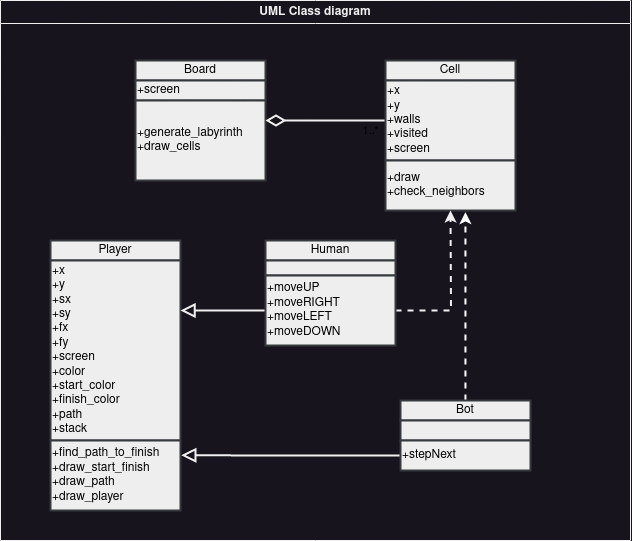 UML Class diagram
Board
+screen
+generate_labyrinth
+draw_cells
Cell
+x
+y
+walls
+visited
+screen
+draw
+check_neighbors
1..*
Player
+x
+y
+sx
+sy
+fx
+fy
+screen
+color
+start_color
+finish_color
+path
+stack
+find_path_to_finish
+draw_start_finish
+draw_path
+draw_player
Human
+moveUP
+moveRIGHT
+moveLEFT
+moveDOWN
Bot
+stepNext